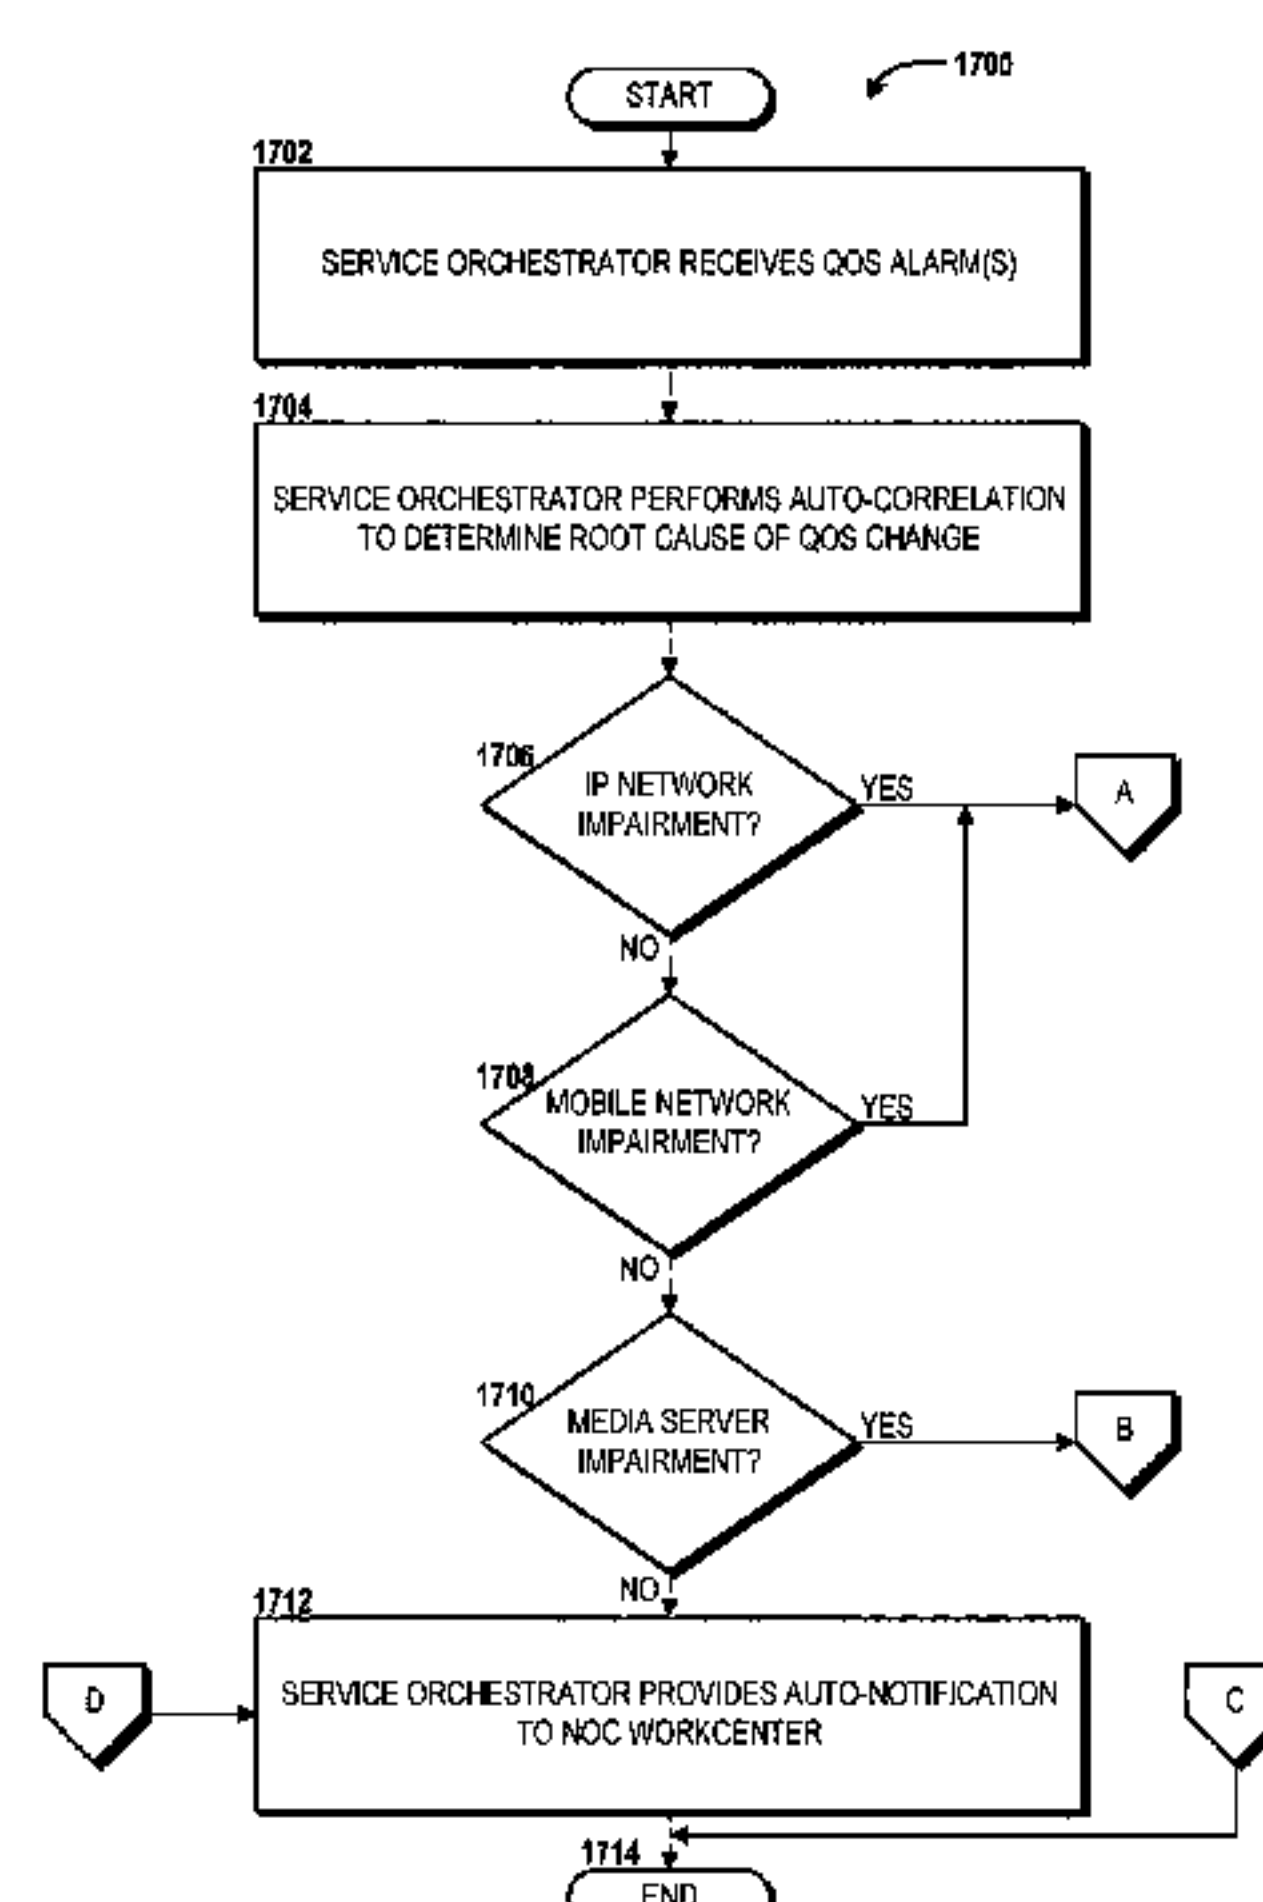 1700
START
1702
SERVICE ORCHESTRATOR RECEIVES QOS ALARM(S)
1704
SERVICE ORCHESTRATOR PERFORMS AUTO-CORRELATION
TO DETERMINE ROOT CAUSE OF QOS CHANGE
1706
IP NETWORK
IMPAIRMENT?
YES
A
NO
1708
MOBILE NETWORK
IMPAIRMENT?
YES
NO
1710
MEDIA SERVER
IMPAIRMENT?
YES
B
NO
1712
D
SERVICE ORCHESTRATOR PROVIDES AUTO-NOTIFICATION
TO NOC WORKCENTER
C
1714
END